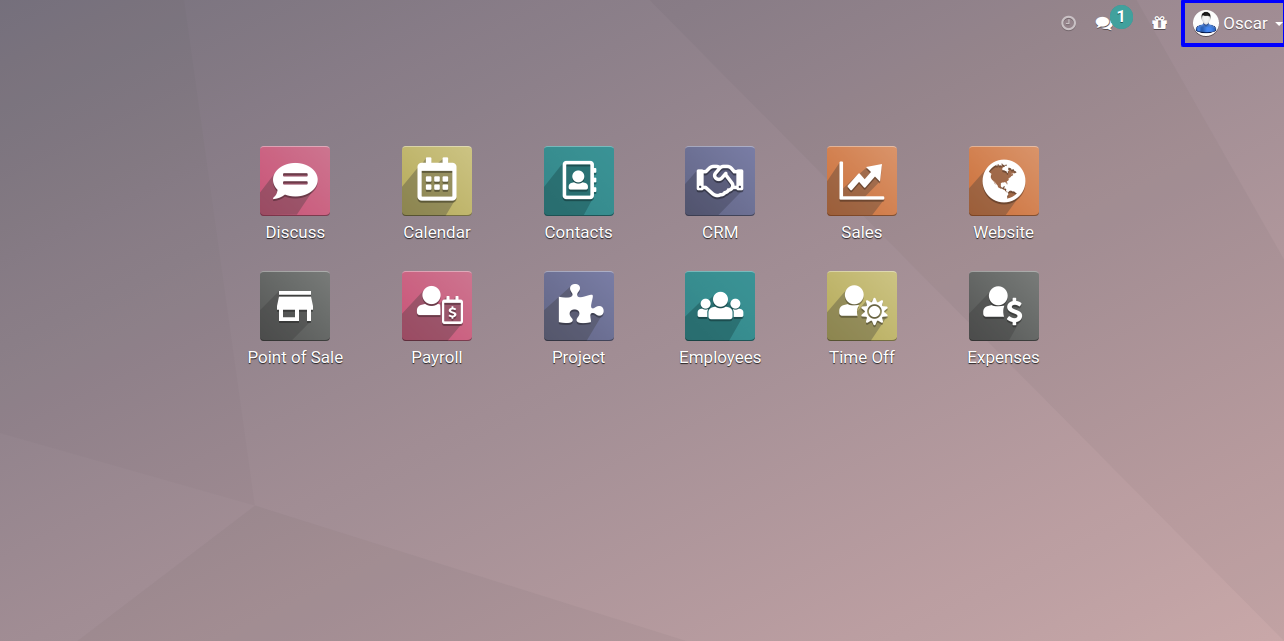 1
Oscar
Discuss Calendar Contacts CRM Sales Website
Point of Sale Payroll Project Employees Time Off Expenses